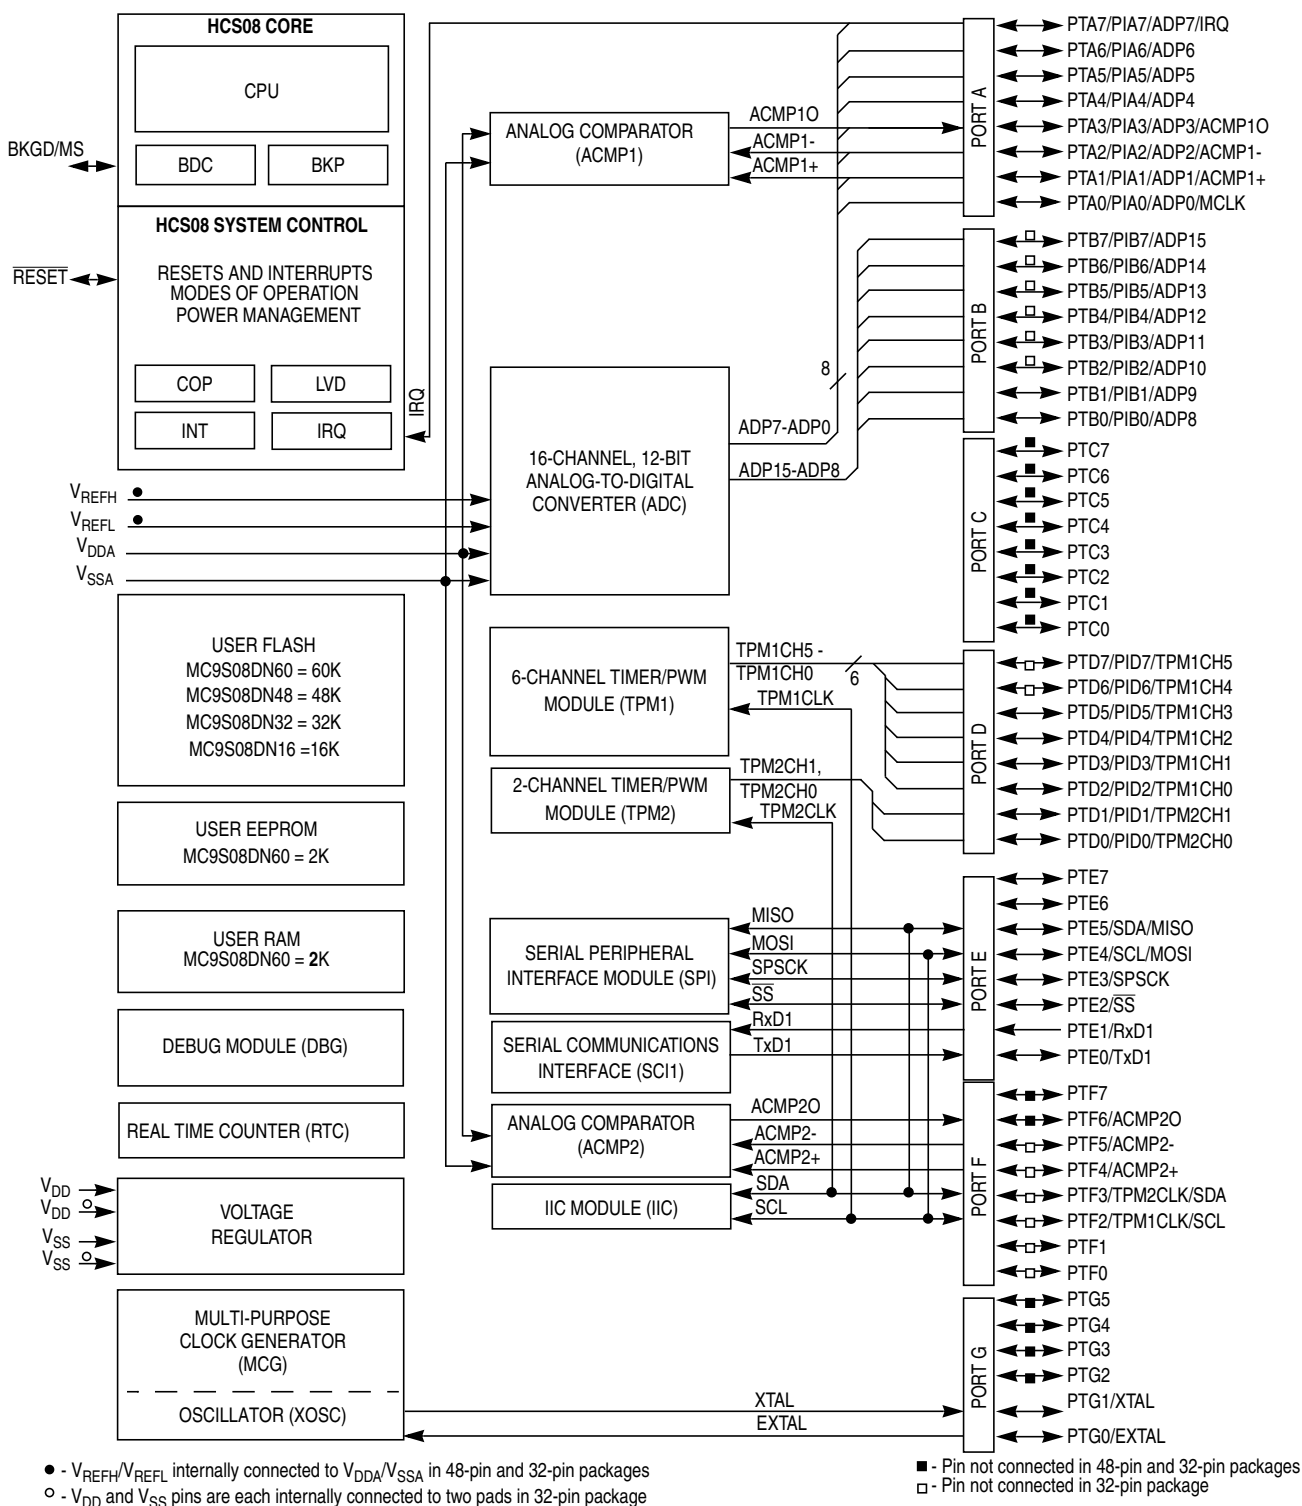 HCS08 CORE
CPU
BDC
BKP
BKGD/MS
HCS08 SYSTEM CONTROL
RESETS AND INTERRUPTS
MODES OF OPERATION
POWER MANAGEMENT
RESET
COP
LVD
INT
IRQ
IRQ
VREFH
VREFL
VDDA
VSSA
USER FLASH
MC9S08DN60 = 60K
MC9S08DN48 = 48K
MC9S08DN32 = 32K
MC9S08DN16 =16K
USER EEPROM
MC9S08DN60 = 2K
USER RAM
MC9S08DN60 = 2K
DEBUG MODULE (DBG)
REAL TIME COUNTER (RTC)
VDD
VDD
VSS
VSS
VOLTAGE
REGULATOR
MULTI-PURPOSE
CLOCK GENERATOR
(MCG)
OSCILLATOR (XOSC)
ANALOG COMPARATOR
(ACMP1)
ACMP1O
ACMP1-
ACMP1+
16-CHANNEL, 12-BIT
ANALOG-TO-DIGITAL
CONVERTER (ADC)
8
ADP7-ADP0
ADP15-ADP8
6-CHANNEL TIMER/PWM
MODULE (TPM1)
TPM1CH5 -
TPM1CH0
6
TPM1CLK
2-CHANNEL TIMER/PWM
MODULE (TPM2)
TPM2CH1,
TPM2CH0
TPM2CLK
SERIAL PERIPHERAL
INTERFACE MODULE (SPI)
MISO
MOSI
SPSCK
SS
SERIAL COMMUNICATIONS
INTERFACE (SCI1)
RxD1
TxD1
ANALOG COMPARATOR
(ACMP2)
ACMP2O
ACMP2-
ACMP2+
IIC MODULE (IIC)
SDA
SCL
XTAL
EXTAL
PORT A
PTA7/PIA7/ADP7/IRQ
PTA6/PIA6/ADP6
PTA5/PIA5/ADP5
PTA4/PIA4/ADP4
PTA3/PIA3/ADP3/ACMP1O
PTA2/PIA2/ADP2/ACMP1-
PTA1/PIA1/ADP1/ACMP1+
PTA0/PIA0/ADP0/MCLK
PORT B
PTB7/PIB7/ADP15
PTB6/PIB6/ADP14
PTB5/PIB5/ADP13
PTB4/PIB4/ADP12
PTB3/PIB3/ADP11
PTB2/PIB2/ADP10
PTB1/PIB1/ADP9
PTB0/PIB0/ADP8
PORT C
PTC7
PTC6
PTC5
PTC4
PTC3
PTC2
PTC1
PTC0
PORT D
PTD7/PID7/TPM1CH5
PTD6/PID6/TPM1CH4
PTD5/PID5/TPM1CH3
PTD4/PID4/TPM1CH2
PTD3/PID3/TPM1CH1
PTD2/PID2/TPM1CH0
PTD1/PID1/TPM2CH1
PTD0/PID0/TPM2CH0
PORT E
PTE7
PTE6
PTE5/SDA/MISO
PTE4/SCL/MOSI
PTE3/SPSCK
PTE2/SS
PTE1/RxD1
PTE0/TxD1
PORT F
PTF7
PTF6/ACMP2O
PTF5/ACMP2-
PTF4/ACMP2+
PTF3/TPM2CLK/SDA
PTF2/TPM1CLK/SCL
PTF1
PTF0
PORT G
PTG5
PTG4
PTG3
PTG2
PTG1/XTAL
PTG0/EXTAL
● - VREFH/VREFL internally connected to VDDA/VSSA in 48-pin and 32-pin packages
○ - VDD and VSS pins are each internally connected to two pads in 32-pin package
■ - Pin not connected in 48-pin and 32-pin packages
□ - Pin not connected in 32-pin package